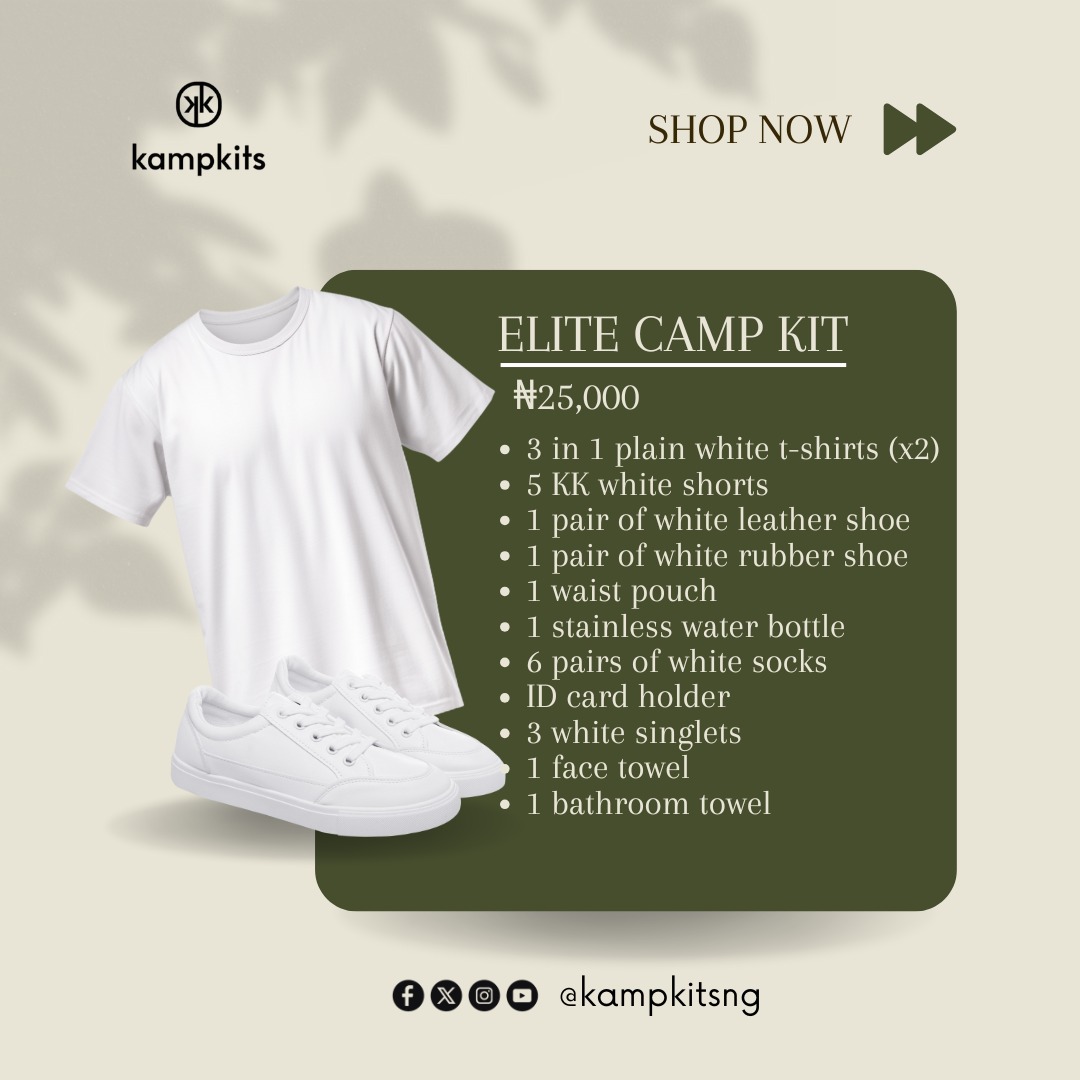 kk
kampkits
SHOP NOW
ELITE CAMP KIT
₦25,000
• 3 in 1 plain white t-shirts (x2)
• 5 KK white shorts
• 1 pair of white leather shoe
• 1 pair of white rubber shoe
• 1 waist pouch
• 1 stainless water bottle
• 6 pairs of white socks
• ID card holder
• 3 white singlets
• 1 face towel
• 1 bathroom towel
@kampkitsng